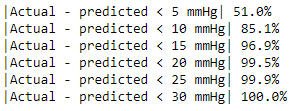 |Actual - predicted < 5 mmHg| 51.0%
|Actual - predicted < 10 mmHg| 85.1%
|Actual - predicted < 15 mmHg| 96.9%
|Actual - predicted < 20 mmHg| 99.5%
|Actual - predicted < 25 mmHg| 99.9%
|Actual - predicted < 30 mmHg| 100.0%